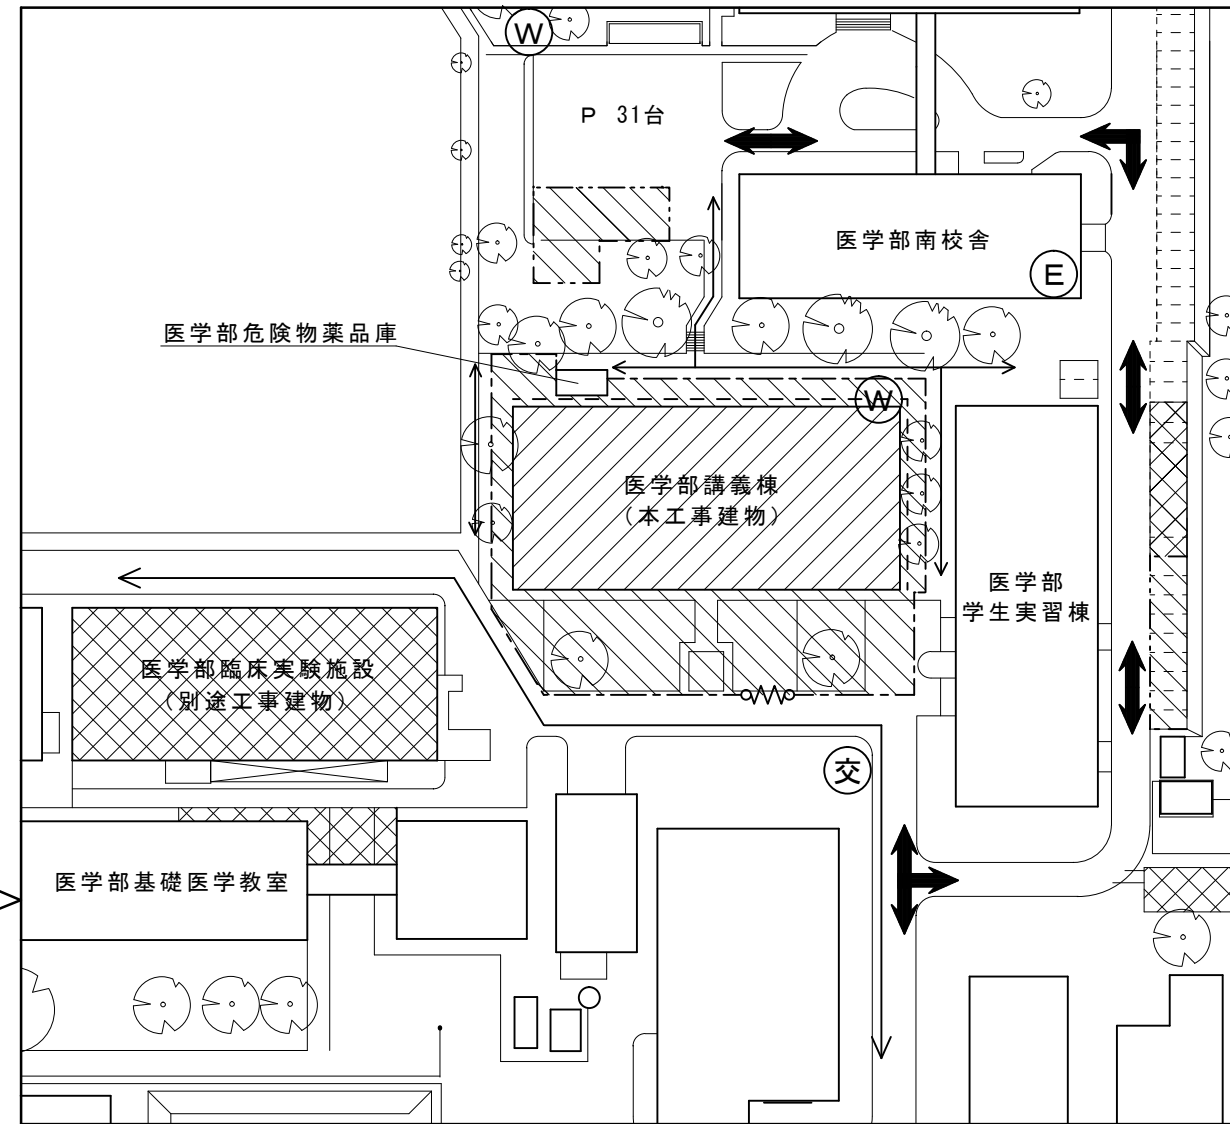 W
P 31台
医学部南校舎
E
医学部危険物薬品庫
W
医学部講義棟
(本工事建物)
医学部
学生実習棟
医学部臨床実験施設
(別途工事建物)
交
医学部基礎医学教室